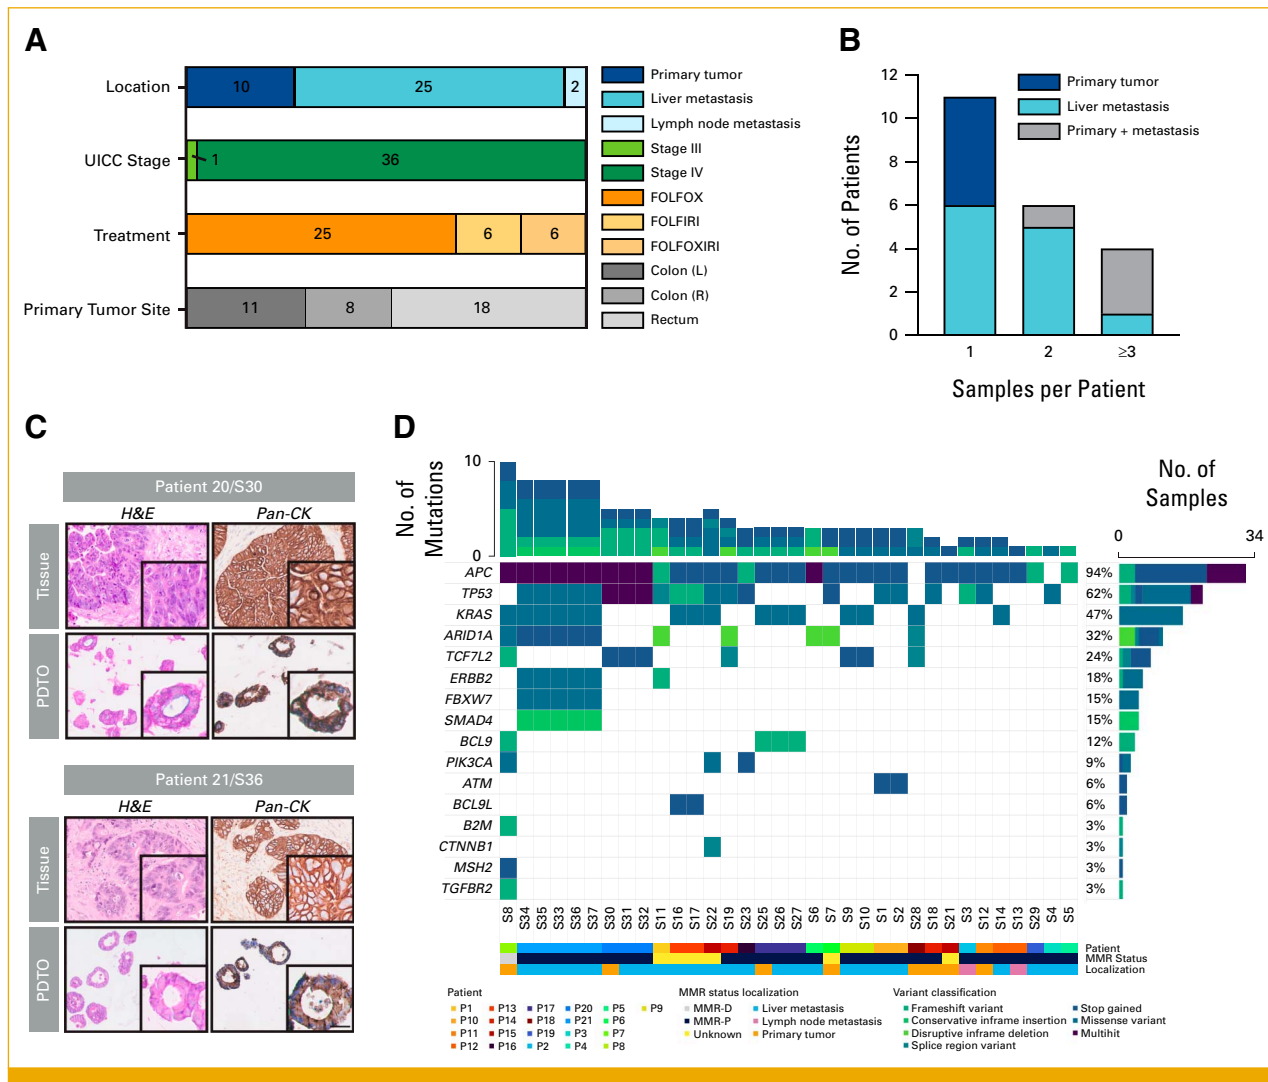 A
Location
10
25
2
UICC Stage
1
36
Treatment
25
6
6
Primary Tumor Site
11
8
18
Primary tumor
Liver metastasis
Lymph node metastasis
Stage III
Stage IV
FOLFOX
FOLFIRI
FOLFOXIRI
Colon (L)
Colon (R)
Rectum
B
No. of Patients
12
10
8
6
4
2
0
1
2
≥3
Samples per Patient
Primary tumor
Liver metastasis
Primary + metastasis
C
Patient 20/S30
H&E
Pan-CK
Tissue
PDTO
Patient 21/S36
H&E
Pan-CK
Tissue
PDTO
D
No. of
Mutations
10
0
No. of
Samples
0
34
APC
94%
TP53
62%
KRAS
47%
ARID1A
32%
TCF7L2
24%
ERBB2
18%
FBXW7
15%
SMAD4
15%
BCL9
12%
PIK3CA
9%
ATM
6%
BCL9L
6%
B2M
3%
CTNNB1
3%
MSH2
3%
TGFBR2
3%
S8
S34
S35
S33
S36
S37
S30
S31
S32
S11
S16
S17
S22
S19
S23
S25
S26
S27
S6
S7
S9
S10
S1
S2
S28
S18
S21
S3
S12
S14
S13
S29
S4
S5
Patient
MMR Status
Localization
Patient
P1
P10
P11
P12
P13
P14
P15
P16
P17
P18
P19
P2
P20
P21
P3
P4
P5
P6
P7
P8
P9
MMR status localization
MMR-D
MMR-P
Unknown
Liver metastasis
Lymph node metastasis
Primary tumor
Variant classification
Frameshift variant
Conservative inframe insertion
Disruptive inframe deletion
Splice region variant
Stop gained
Missense variant
Multihit